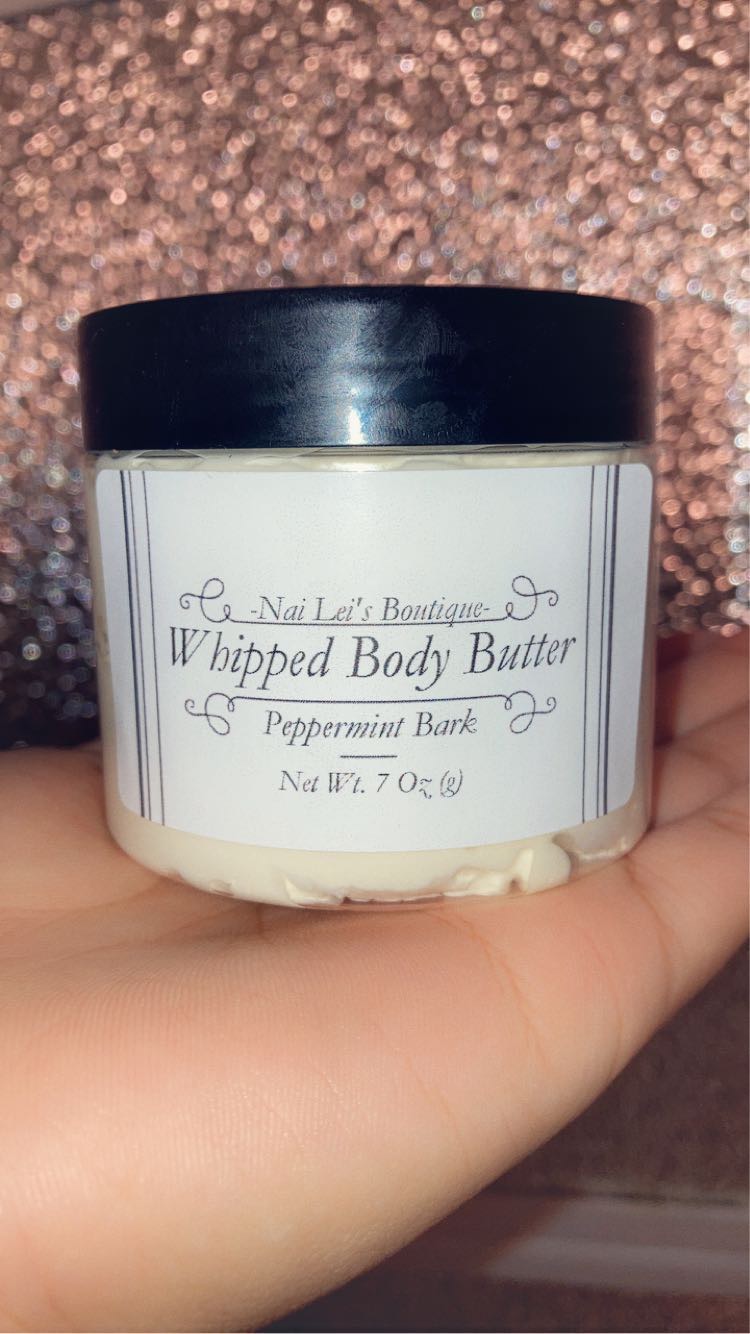 -Nai Lei's Boutique-
Whipped Body Butter
Peppermint Bark
Net Wt. 7 Oz (g)